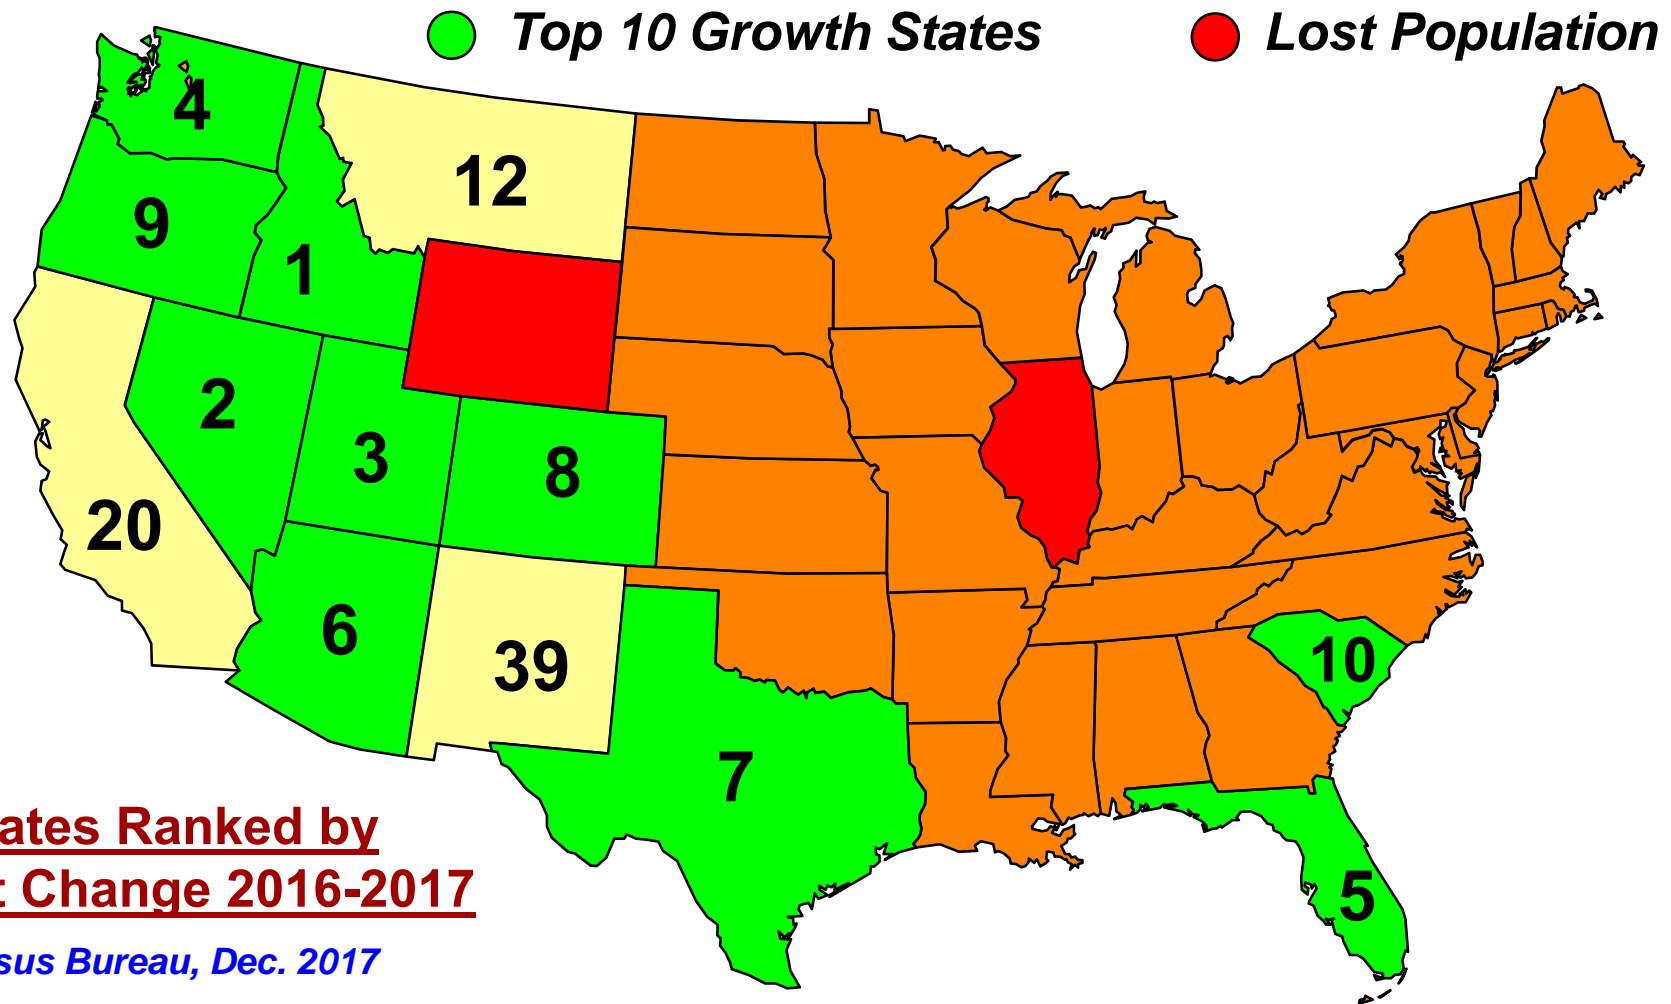 Top 10 Growth States
Lost Population
4
12
9
1
2
3
8
20
6
39
10
7
5
ates Ranked by
t Change 2016-2017
sus Bureau, Dec. 2017